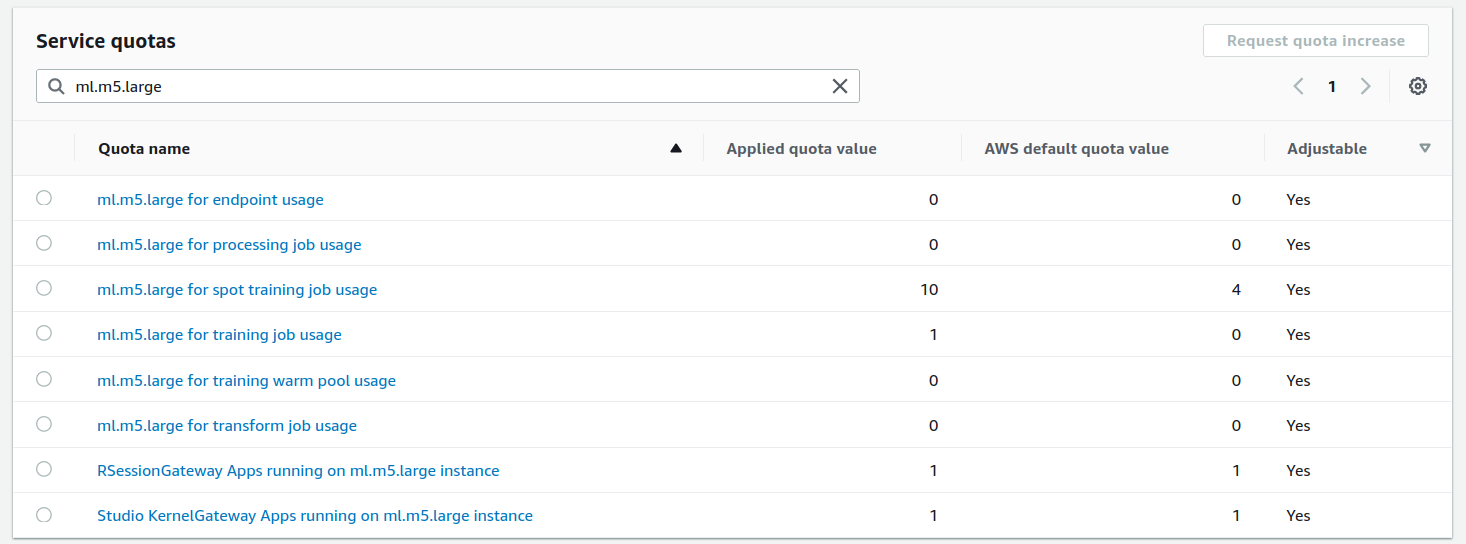 Service quotas
Request quota increase
ml.m5.large
1
Quota name Applied quota value AWS default quota value Adjustable
ml.m5.large for endpoint usage 0 0 Yes
ml.m5.large for processing job usage 0 0 Yes
ml.m5.large for spot training job usage 10 4 Yes
ml.m5.large for training job usage 1 0 Yes
ml.m5.large for training warm pool usage 0 0 Yes
ml.m5.large for transform job usage 0 0 Yes
RSessionGateway Apps running on ml.m5.large instance 1 1 Yes
Studio KernelGateway Apps running on ml.m5.large instance 1 1 Yes